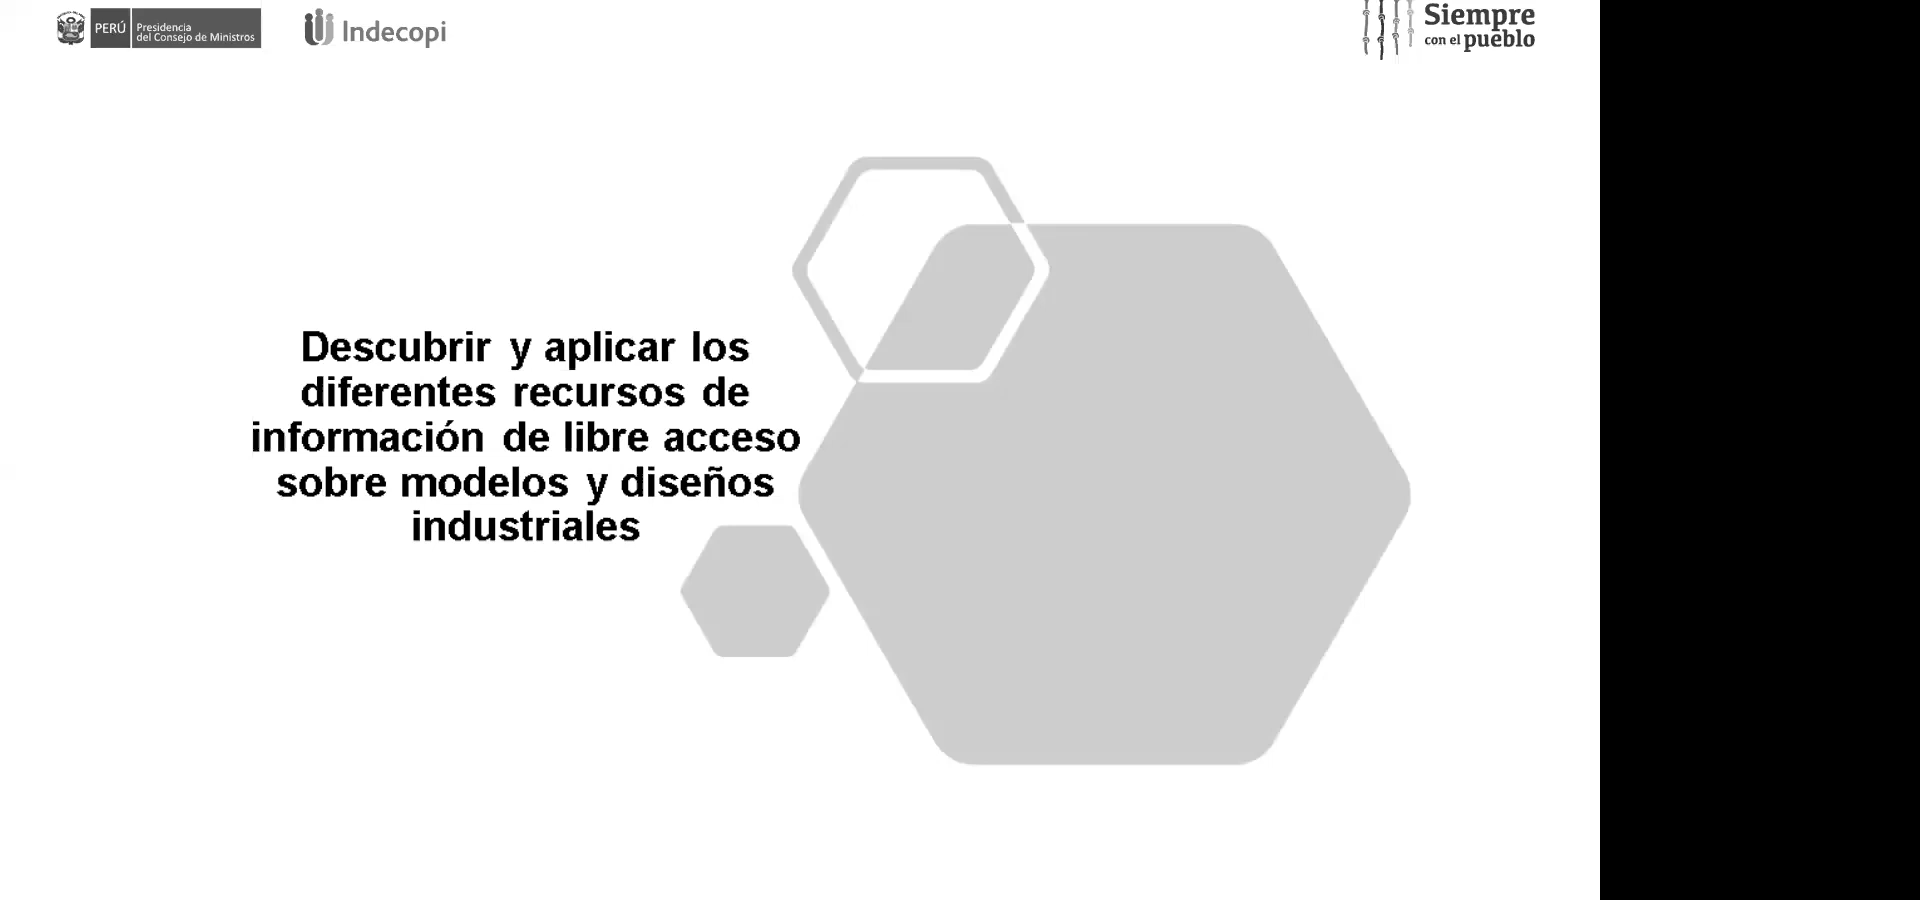 PERÚ
Presidencia
del Consejo de Ministros
Indecopi
Siempre
con el pueblo
Descubrir y aplicar los
diferentes recursos de
información de libre acceso
sobre modelos y diseños
industriales